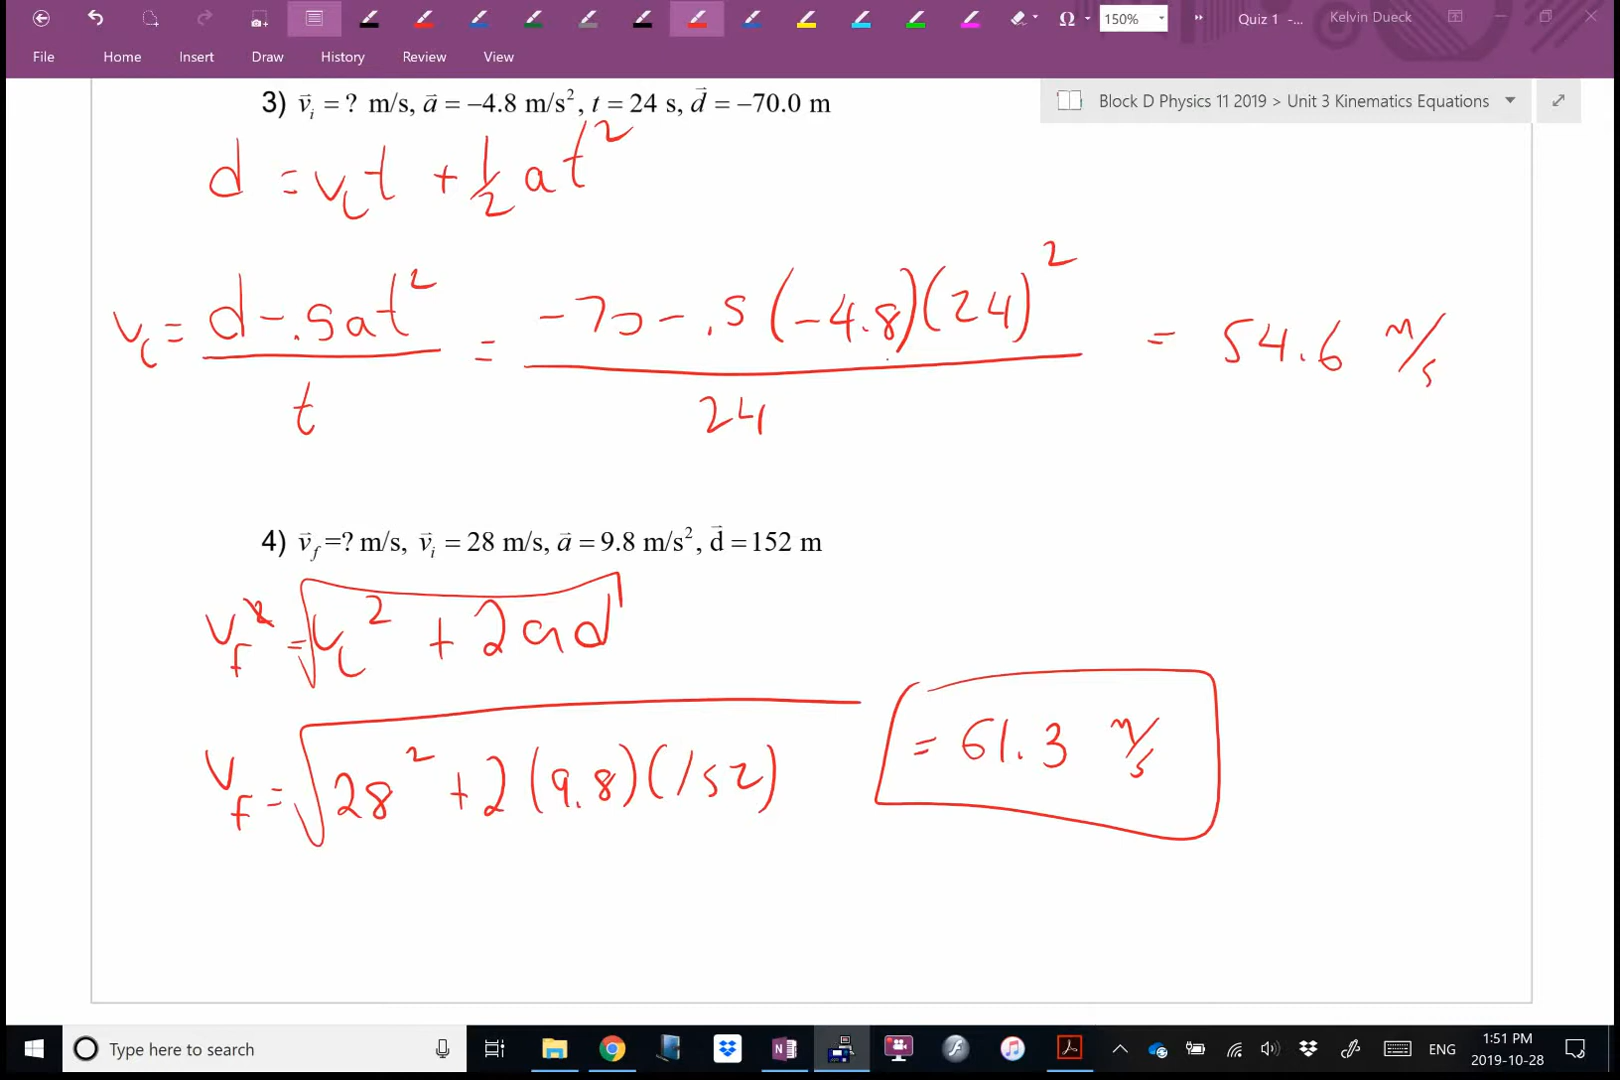 150%
Quiz 1 -...
Kelvin Dueck
File Home Insert Draw History Review View
Block D Physics 11 2019 > Unit 3 Kinematics Equations
3) v⃗ᵢ = ? m/s, a⃗ = –4.8 m/s², t = 24 s, d⃗ = –70.0 m
d = vᵢt + ½at²
vᵢ = (d - .5at²)/t = (-70 - .5(-4.8)(24)²)/24 = 54.6 m/s
4) v⃗_f =? m/s, v⃗ᵢ = 28 m/s, a⃗ = 9.8 m/s², d⃗ = 152 m
v_f² = √(vᵢ² + 2ad)
v_f = √(28² + 2(9.8)(152)) = 61.3 m/s
Type here to search
ENG
1:51 PM
2019-10-28